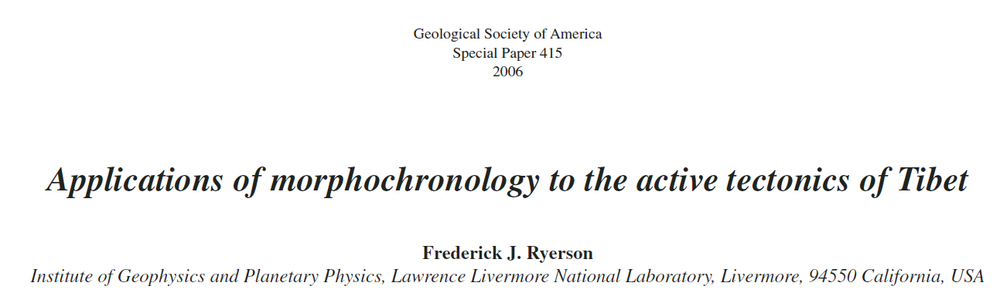 Geological Society of America
Special Paper 415
2006
Applications of morphochronology to the active tectonics of Tibet
Frederick J. Ryerson
Institute of Geophysics and Planetary Physics, Lawrence Livermore National Laboratory, Livermore, 94550 California, USA